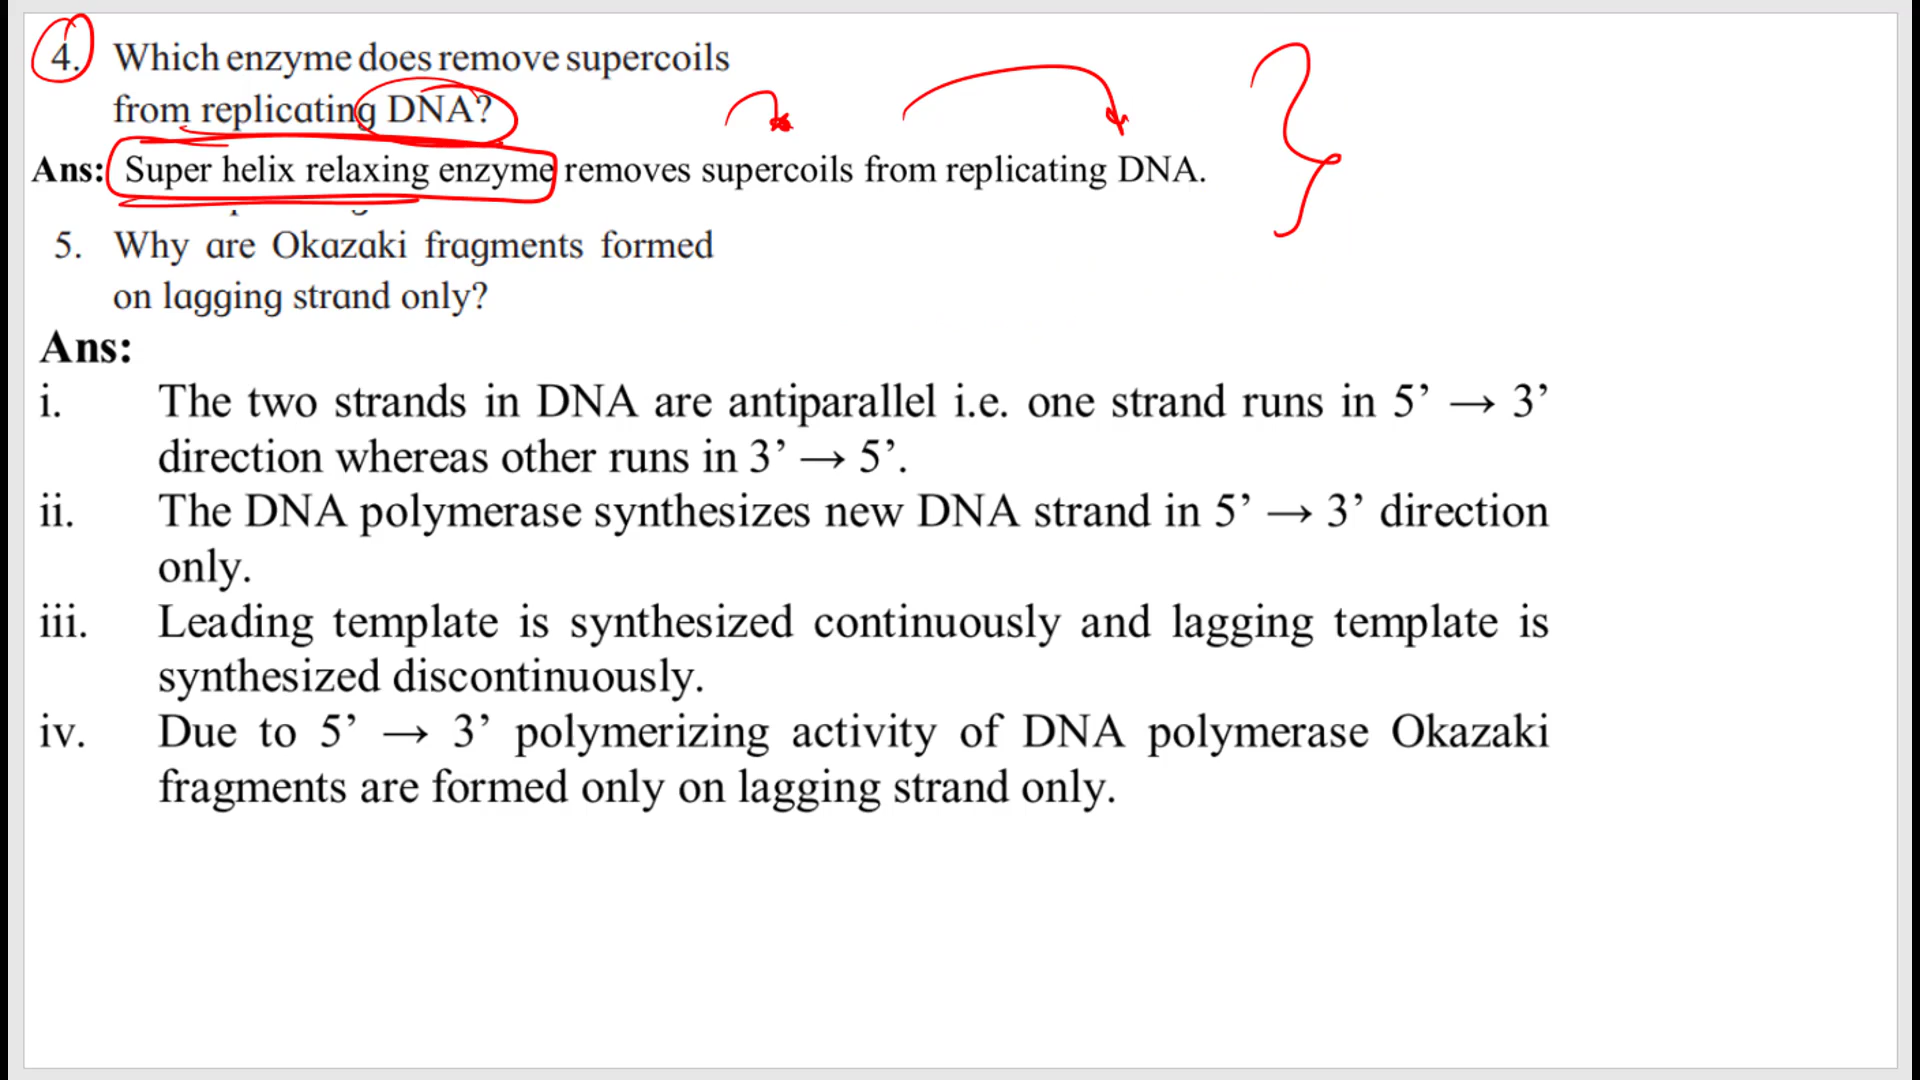 4. Which enzyme does remove supercoils
from replicating DNA?
Ans: Super helix relaxing enzyme removes supercoils from replicating DNA.
5. Why are Okazaki fragments formed
on lagging strand only?
Ans:
i. The two strands in DNA are antiparallel i.e. one strand runs in 5’ → 3’
direction whereas other runs in 3’ → 5’.
ii. The DNA polymerase synthesizes new DNA strand in 5’ → 3’ direction
only.
iii. Leading template is synthesized continuously and lagging template is
synthesized discontinuously.
iv. Due to 5’ → 3’ polymerizing activity of DNA polymerase Okazaki
fragments are formed only on lagging strand only.